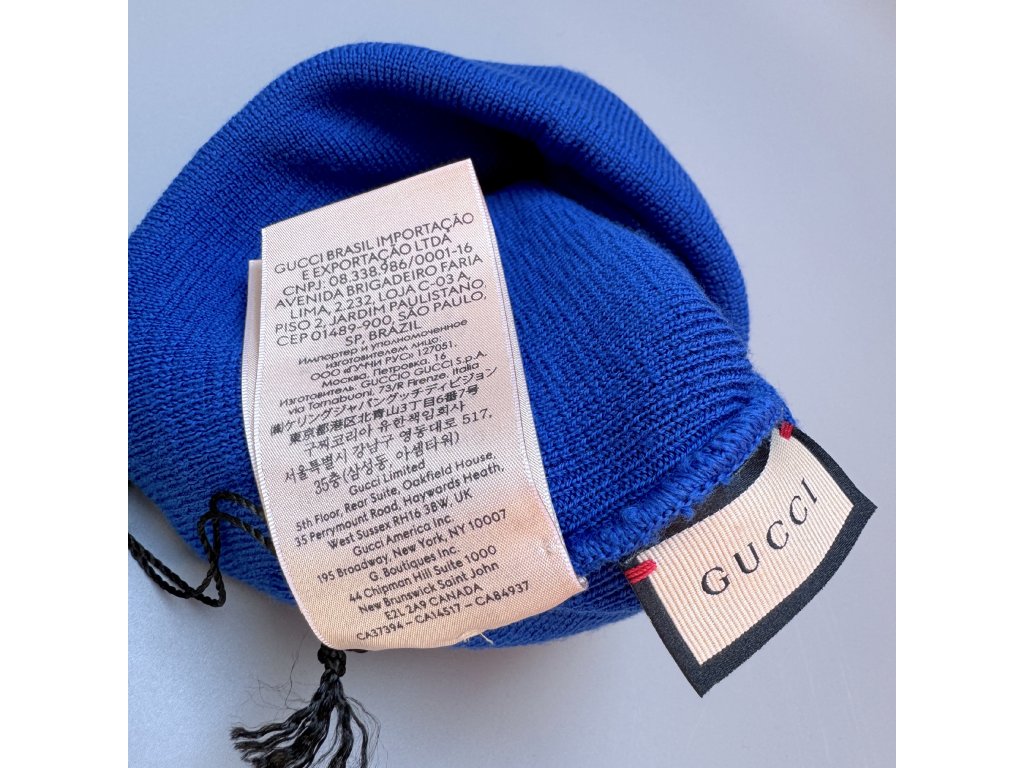 GUCCI BRASIL IMPORTAÇÃO
E EXPORTAÇÃO LTDA
CNPJ: 08.338.986/0001-16
AVENIDA BRIGADEIRO FARIA
LIMA, 2.232, LOJA C-03 A,
PISO 2, JARDIM PAULISTANO
CEP 01489-900, SÃO PAULO,
SP, BRAZIL
Импортер и уполномоченное
изготовителем лицо:
ООО «ГУЧЧИ РУС» 127051,
Москва, Петровка, 16
Изготовитель: GUCCIO GUCCI S.p.A.
via Tornabuoni, 73/R Firenze, Italia
㈱ケリングジャパングッチディビジョン
東京都港区北青山3丁目6番7号
구찌코리아 유한책임회사
서울특별시 강남구 영동대로 517,
35층(삼성동, 아셈타워)
Gucci Limited
5th Floor, Rear Suite, Oakfield House,
35 Perrymount Road, Haywards Heath,
West Sussex RH16 3BW, UK
Gucci America Inc.
195 Broadway, New York, NY 10007
G. Boutiques Inc.
44 Chipman Hill Suite 1000
New Brunswick Saint John
E2L 2A9 CANADA
CA37394 – CA14517 – CA84937
GUCCI